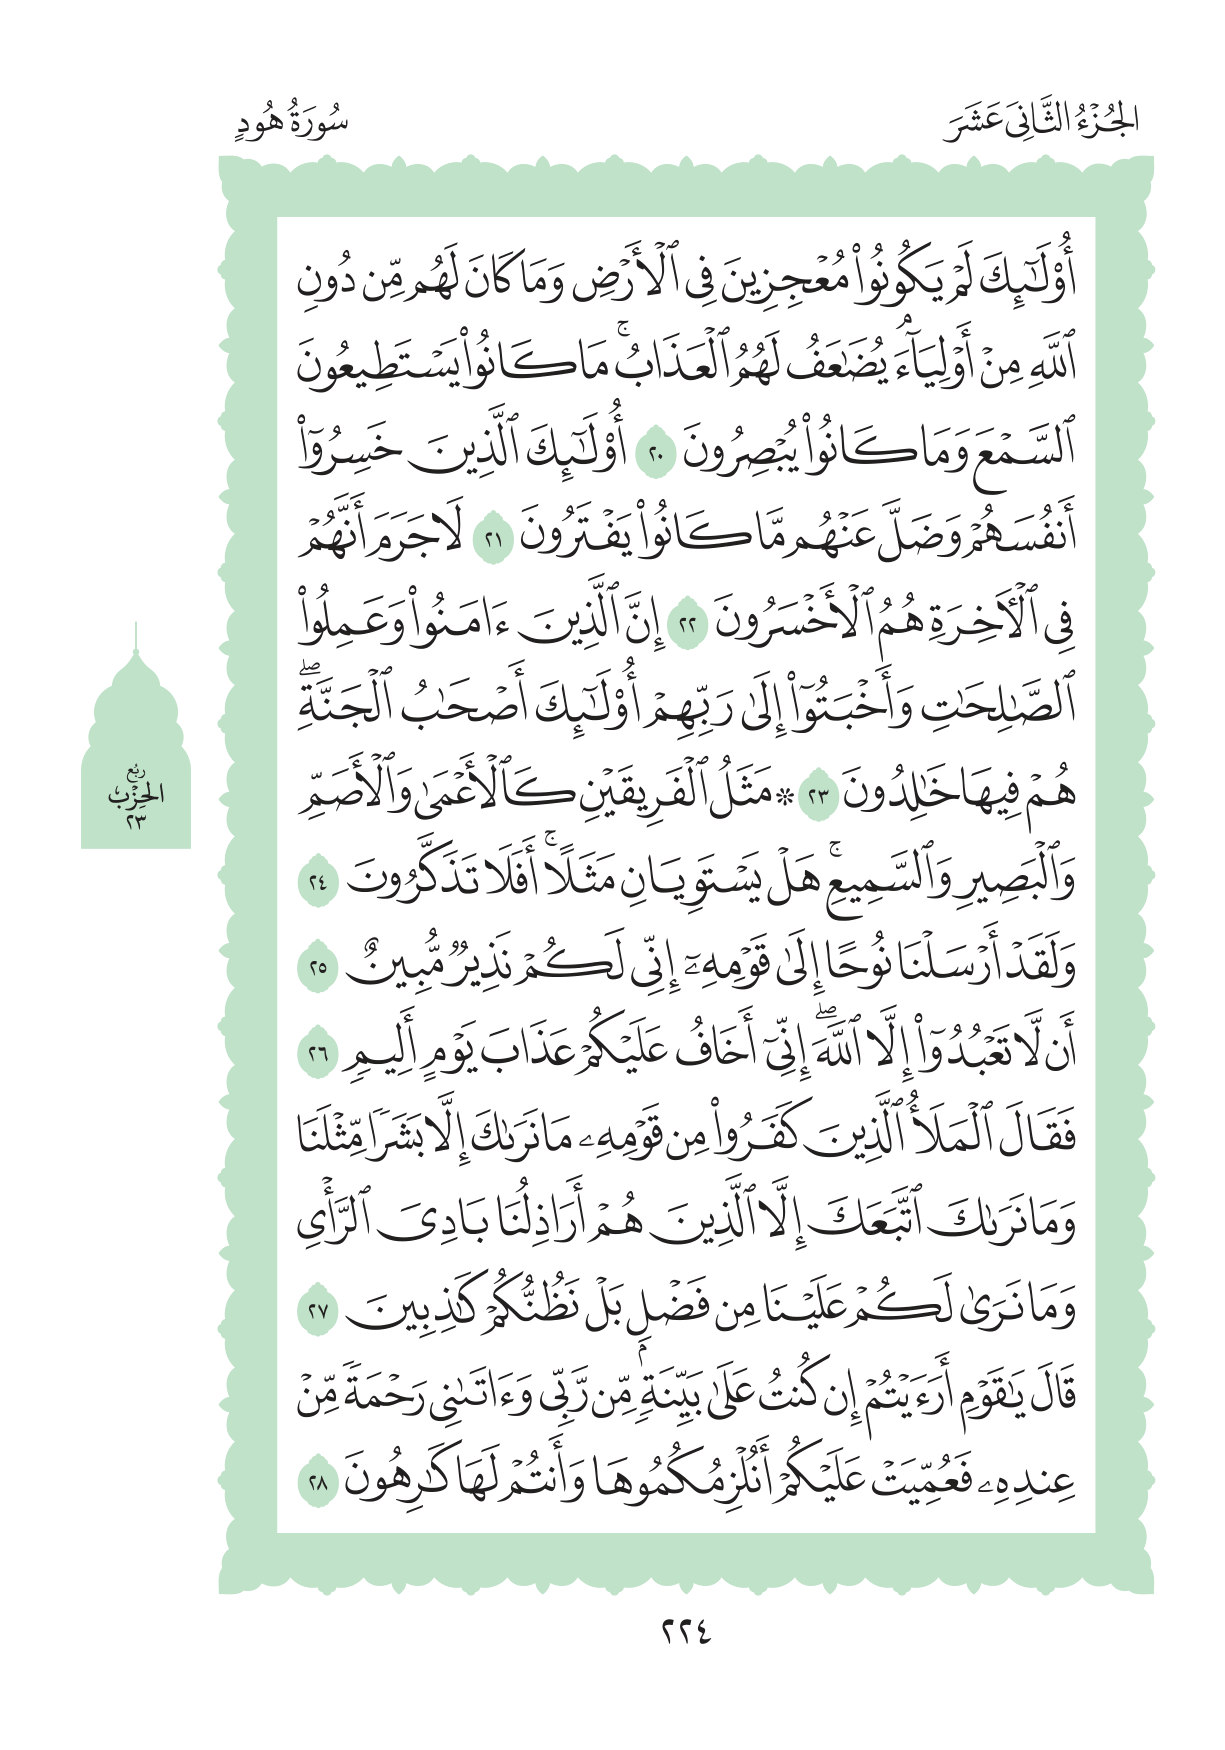 الجُزْءُ الثَّانِيَ عَشَرَ
سُورَةُ هُودٍ
أُوْلَٰٓئِكَ لَمۡ يَكُونُواْ مُعۡجِزِينَ فِي ٱلۡأَرۡضِ وَمَا كَانَ لَهُم مِّن دُونِ
ٱللَّهِ مِنۡ أَوۡلِيَآءَۘ يُضَٰعَفُ لَهُمُ ٱلۡعَذَابُۚ مَا كَانُواْ يَسۡتَطِيعُونَ
ٱلسَّمۡعَ وَمَا كَانُواْ يُبۡصِرُونَ ٢٠ أُوْلَٰٓئِكَ ٱلَّذِينَ خَسِرُوٓاْ
أَنفُسَهُمۡ وَضَلَّ عَنۡهُم مَّا كَانُواْ يَفۡتَرُونَ ٢١ لَا جَرَمَ أَنَّهُمۡ
فِي ٱلۡأٓخِرَةِ هُمُ ٱلۡأَخۡسَرُونَ ٢٢ إِنَّ ٱلَّذِينَ ءَامَنُواْ وَعَمِلُواْ
ٱلصَّٰلِحَٰتِ وَأَخۡبَتُوٓاْ إِلَىٰ رَبِّهِمۡ أُوْلَٰٓئِكَ أَصۡحَٰبُ ٱلۡجَنَّةِۖ
هُمۡ فِيهَا خَٰلِدُونَ ٢٣ ۞ مَثَلُ ٱلۡفَرِيقَيۡنِ كَٱلۡأَعۡمَىٰ وَٱلۡأَصَمِّ
وَٱلۡبَصِيرِ وَٱلسَّمِيعِۚ هَلۡ يَسۡتَوِيَانِ مَثَلًاۚ أَفَلَا تَذَكَّرُونَ ٢٤
وَلَقَدۡ أَرۡسَلۡنَا نُوحًا إِلَىٰ قَوۡمِهِۦٓ إِنِّي لَكُمۡ نَذِيرٞ مُّبِينٌ ٢٥
أَن لَّا تَعۡبُدُوٓاْ إِلَّا ٱللَّهَۖ إِنِّيٓ أَخَافُ عَلَيۡكُمۡ عَذَابَ يَوۡمٍ أَلِيمٖ ٢٦
فَقَالَ ٱلۡمَلَأُ ٱلَّذِينَ كَفَرُواْ مِن قَوۡمِهِۦ مَا نَرَىٰكَ إِلَّا بَشَرٗا مِّثۡلَنَا
وَمَا نَرَىٰكَ ٱتَّبَعَكَ إِلَّا ٱلَّذِينَ هُمۡ أَرَاذِلُنَا بَادِيَ ٱلرَّأۡيِ
وَمَا نَرَىٰ لَكُمۡ عَلَيۡنَا مِن فَضۡلِۭ بَلۡ نَظُنُّكُمۡ كَٰذِبِينَ ٢٧
قَالَ يَٰقَوۡمِ أَرَءَيۡتُمۡ إِن كُنتُ عَلَىٰ بَيِّنَةٖ مِّن رَّبِّي وَءَاتَىٰنِي رَحۡمَةٗ مِّنۡ
عِندِهِۦ فَعُمِّيَتۡ عَلَيۡكُمۡ أَنُلۡزِمُكُمُوهَا وَأَنتُمۡ لَهَا كَٰرِهُونَ ٢٨
رُبُع
الحِزْب
٢٣
٢٢٤